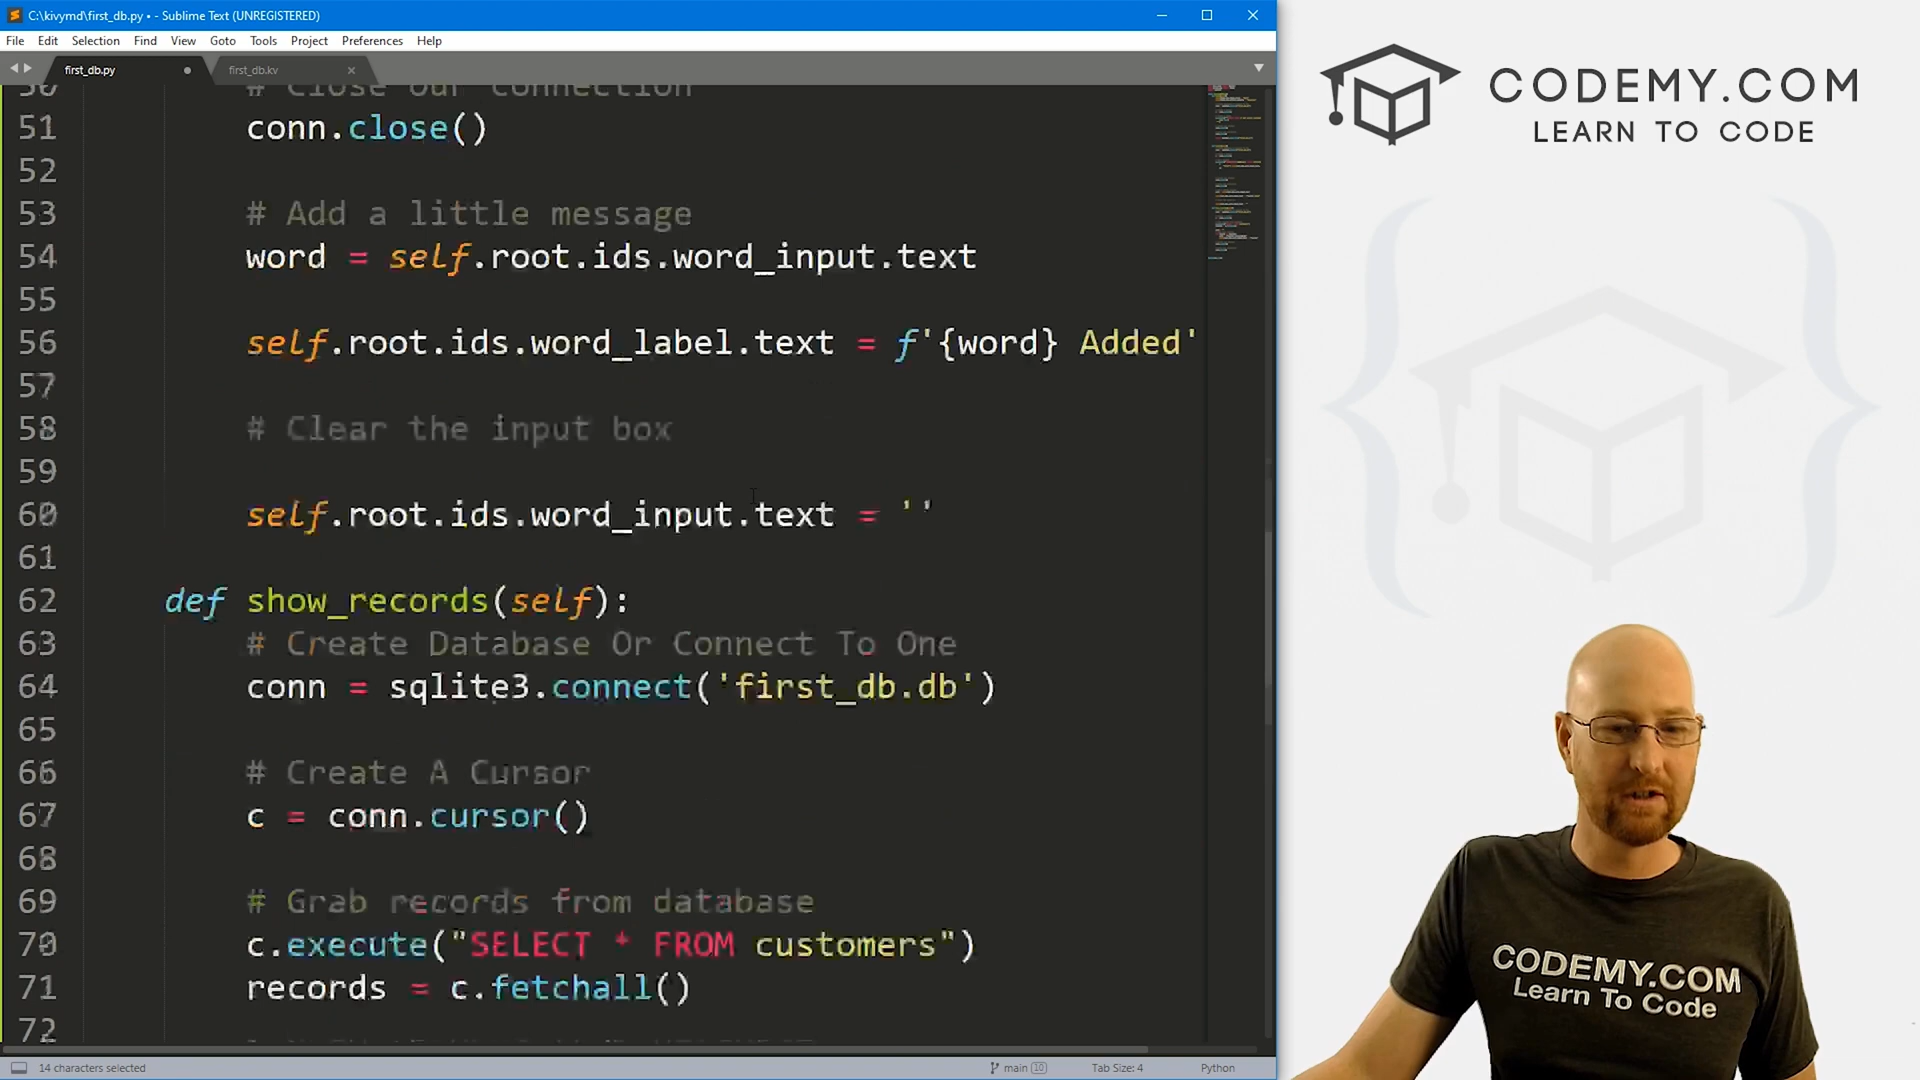 C:\kivymd\first_db.py • - Sublime Text (UNREGISTERED)
File Edit Selection Find View Goto Tools Project Preferences Help
first_db.py
first_db.kv
# Close our connection
51 conn.close()
52
53 # Add a little message
54 word = self.root.ids.word_input.text
55
56 self.root.ids.word_label.text = f'{word} Added'
57
58 # Clear the input box
59
60 self.root.ids.word_input.text = ''
61
62 def show_records(self):
63 # Create Database Or Connect To One
64 conn = sqlite3.connect('first_db.db')
65
66 # Create A Cursor
67 c = conn.cursor()
68
69 # Grab records from database
70 c.execute("SELECT * FROM customers")
71 records = c.fetchall()
72
14 characters selected
main 10
Tab Size: 4
Python
CODEMY.COM
LEARN TO CODE
CODEMY.COM
Learn To Code